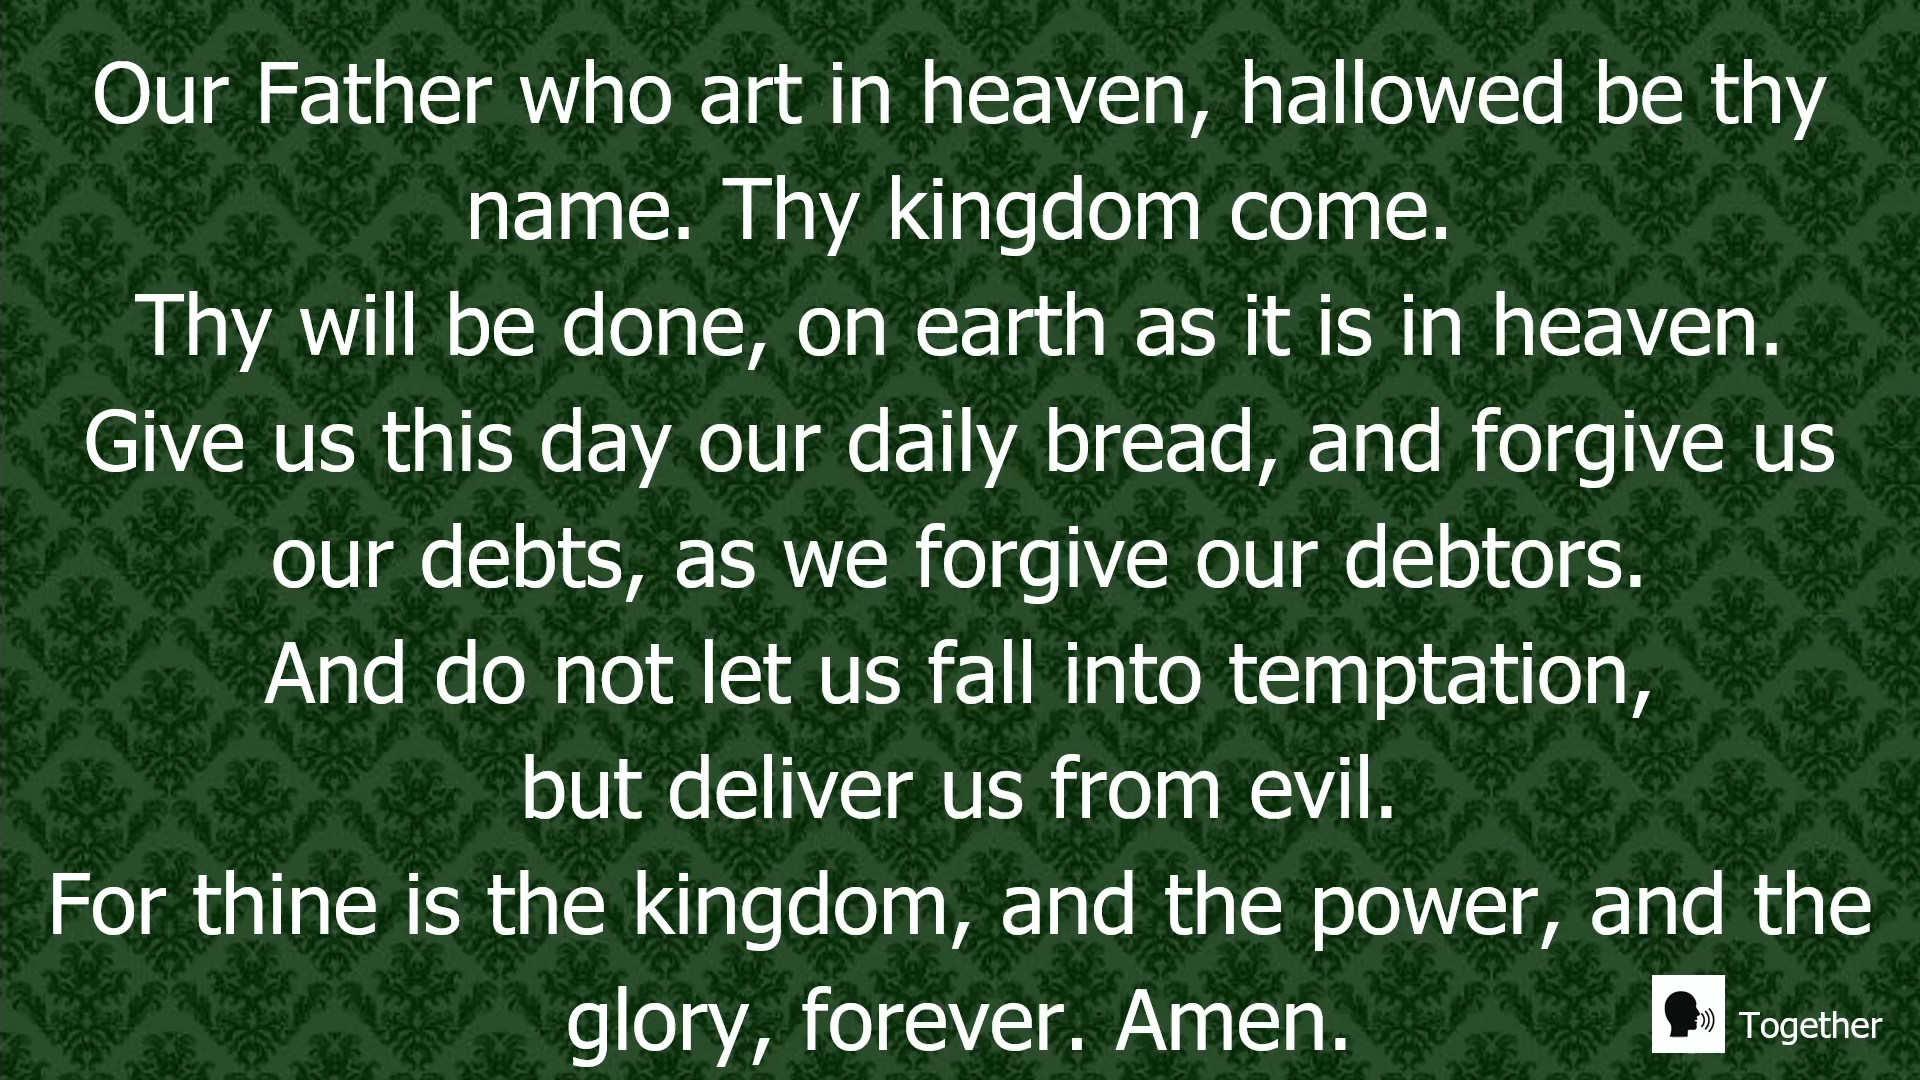 Our Father who art in heaven, hallowed be thy
name. Thy kingdom come.
Thy will be done, on earth as it is in heaven.
Give us this day our daily bread, and forgive us
our debts, as we forgive our debtors.
And do not let us fall into temptation,
but deliver us from evil.
For thine is the kingdom, and the power, and the
glory, forever. Amen.
Together